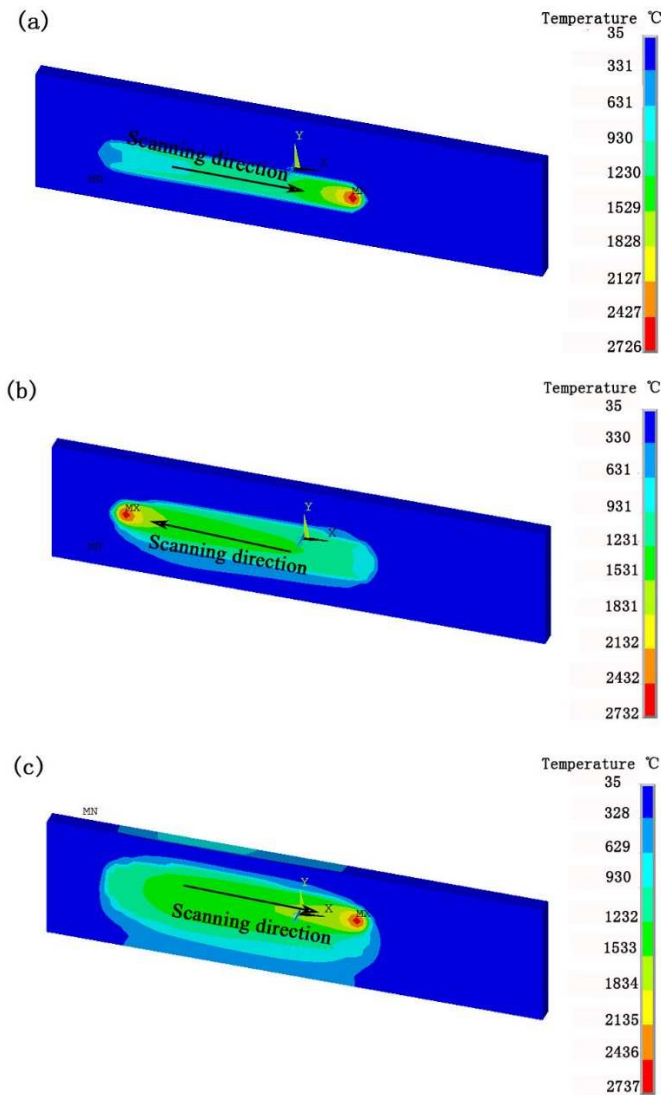 (a)
Temperature ℃
35
331
631
930
1230
1529
1828
2127
2427
2726
Scanning direction
Y
X
MN
MX
(b)
Temperature ℃
35
330
631
931
1231
1531
1831
2132
2432
2732
MX
Y
X
Scanning direction
MN
(c)
Temperature ℃
35
328
629
930
1232
1533
1834
2135
2436
2737
MN
Y
X
MX
Scanning direction